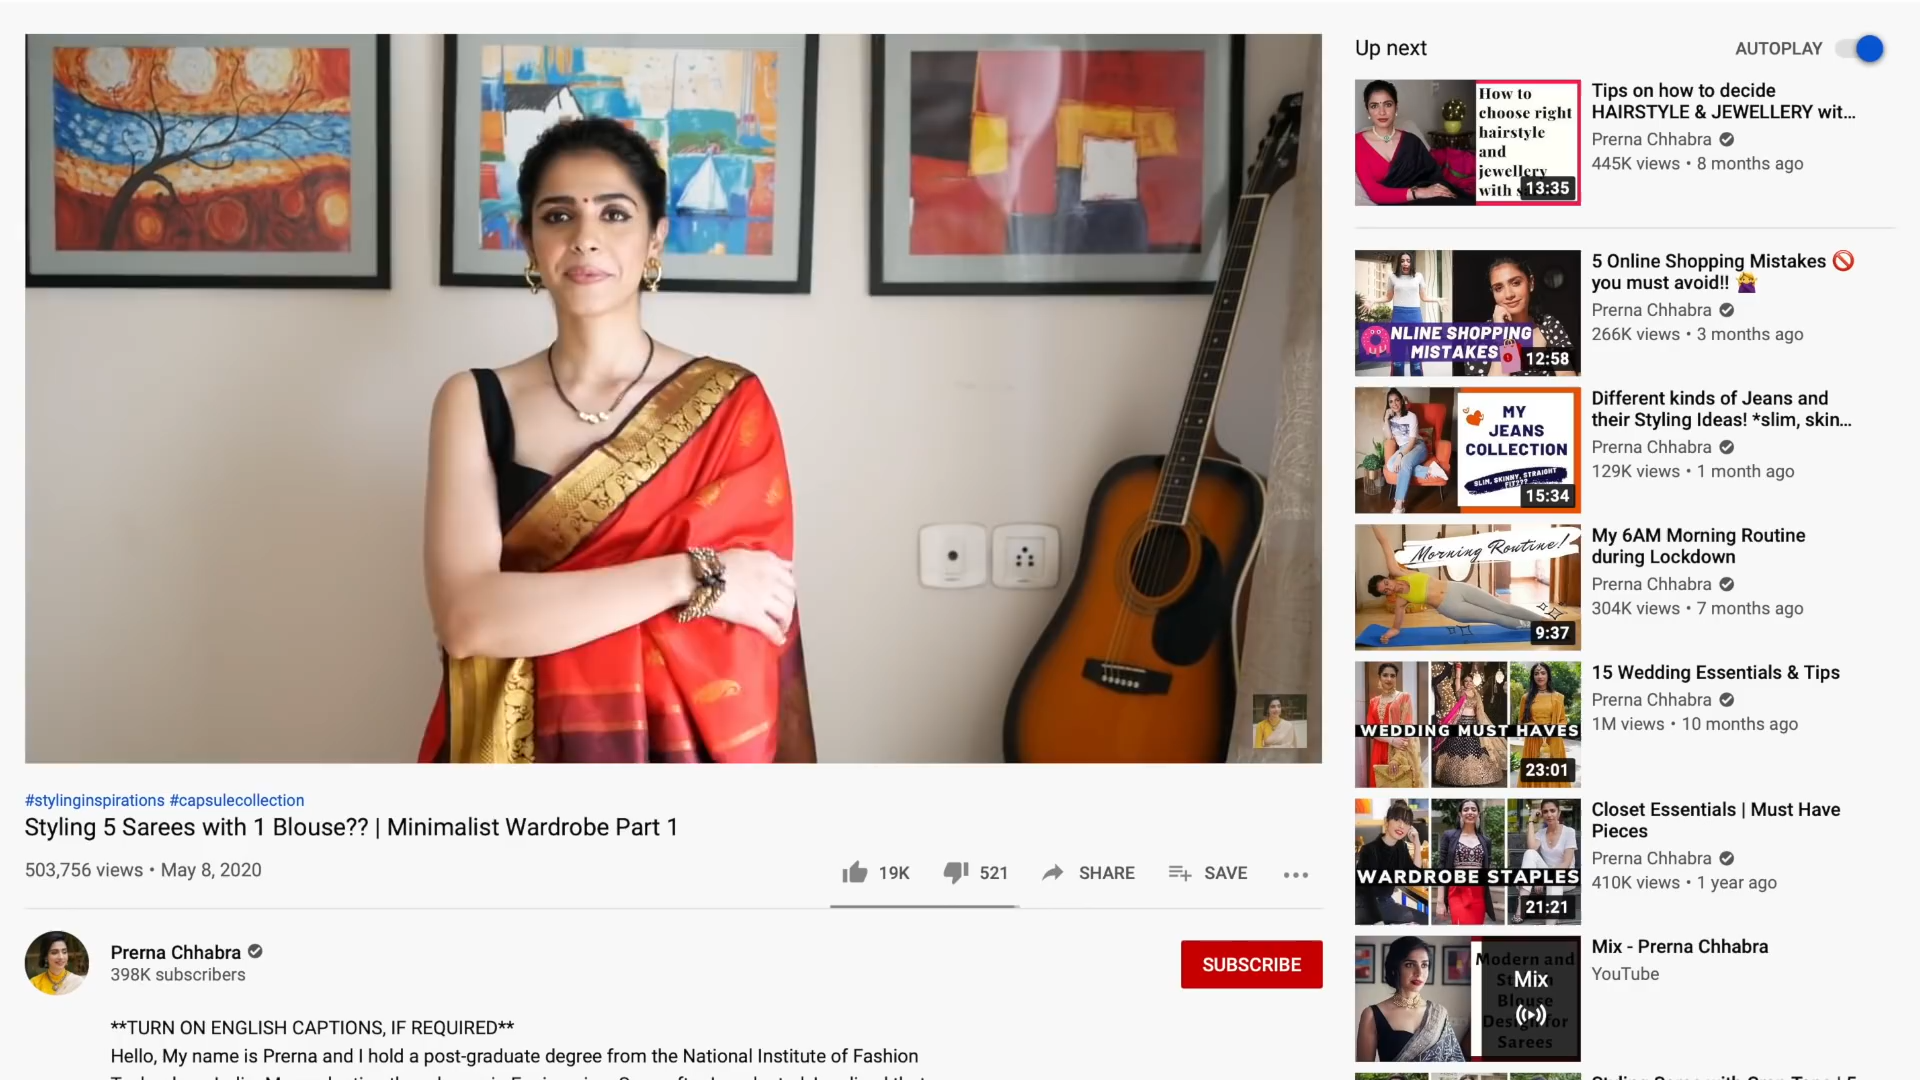 #stylinginspirations #capsulecollection
Styling 5 Sarees with 1 Blouse?? | Minimalist Wardrobe Part 1
503,756 views • May 8, 2020
19K
521
SHARE
SAVE
Prerna Chhabra
398K subscribers
SUBSCRIBE
**TURN ON ENGLISH CAPTIONS, IF REQUIRED**
Hello, My name is Prerna and I hold a post-graduate degree from the National Institute of Fashion
Up next
AUTOPLAY
How to
choose right
hairstyle
and
jewellery
with
13:35
Tips on how to decide
HAIRSTYLE & JEWELLERY wit...
Prerna Chhabra
445K views • 8 months ago
NLINE SHOPPING
MISTAKES
12:58
5 Online Shopping Mistakes 🚫
you must avoid!! 🙅‍♀️
Prerna Chhabra
266K views • 3 months ago
MY
JEANS
COLLECTION
SLIM, SKINNY, STRAIGHT
FIT???
15:34
Different kinds of Jeans and
their Styling Ideas! *slim, skin...
Prerna Chhabra
129K views • 1 month ago
Morning Routine!
9:37
My 6AM Morning Routine
during Lockdown
Prerna Chhabra
304K views • 7 months ago
WEDDING MUST HAVES
23:01
15 Wedding Essentials & Tips
Prerna Chhabra
1M views • 10 months ago
WARDROBE STAPLES
21:21
Closet Essentials | Must Have
Pieces
Prerna Chhabra
410K views • 1 year ago
Modern and
Blouse
Sarees
Mix
Mix - Prerna Chhabra
YouTube